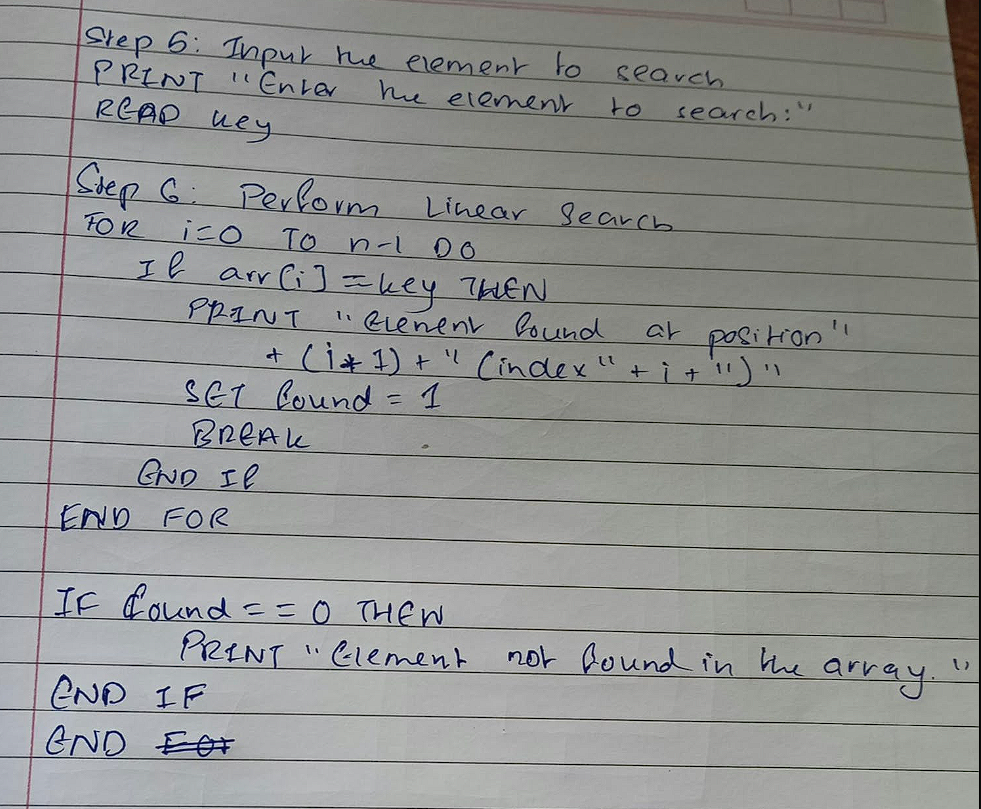 Step 5: Input the element to search
PRINT "Enter the element to search:"
READ key
Step 6: Perform Linear Search
FOR i=0 TO n-1 DO
If arr[i] = key THEN
PRINT "Element found at position"
+ (i * 1) + " (index" + i + ")"
SET found = 1
BREAK
END If
END FOR
IF found == 0 THEN
PRINT "Element not found in the array."
END IF
END